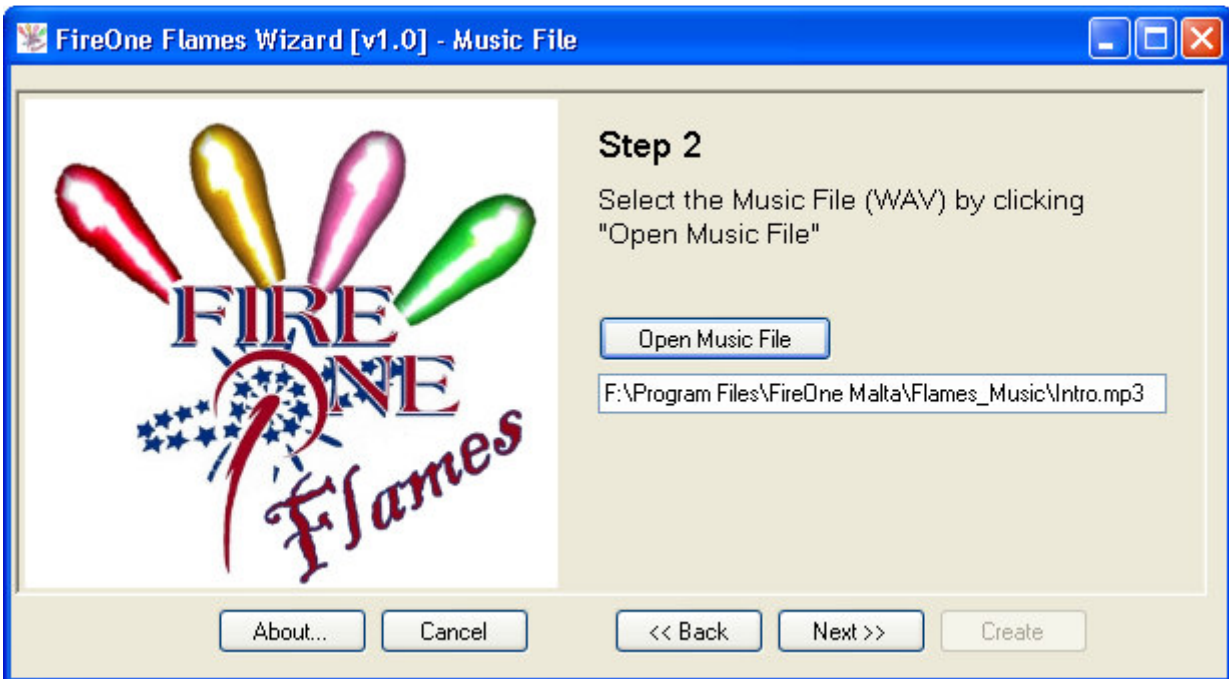 FireOne Flames Wizard [v1.0] - Music File
FIRE
ONE
Flames
Step 2
Select the Music File (WAV) by clicking
"Open Music File"
Open Music File
F:\Program Files\FireOne Malta\Flames_Music\Intro.mp3
About... Cancel << Back Next >> Create